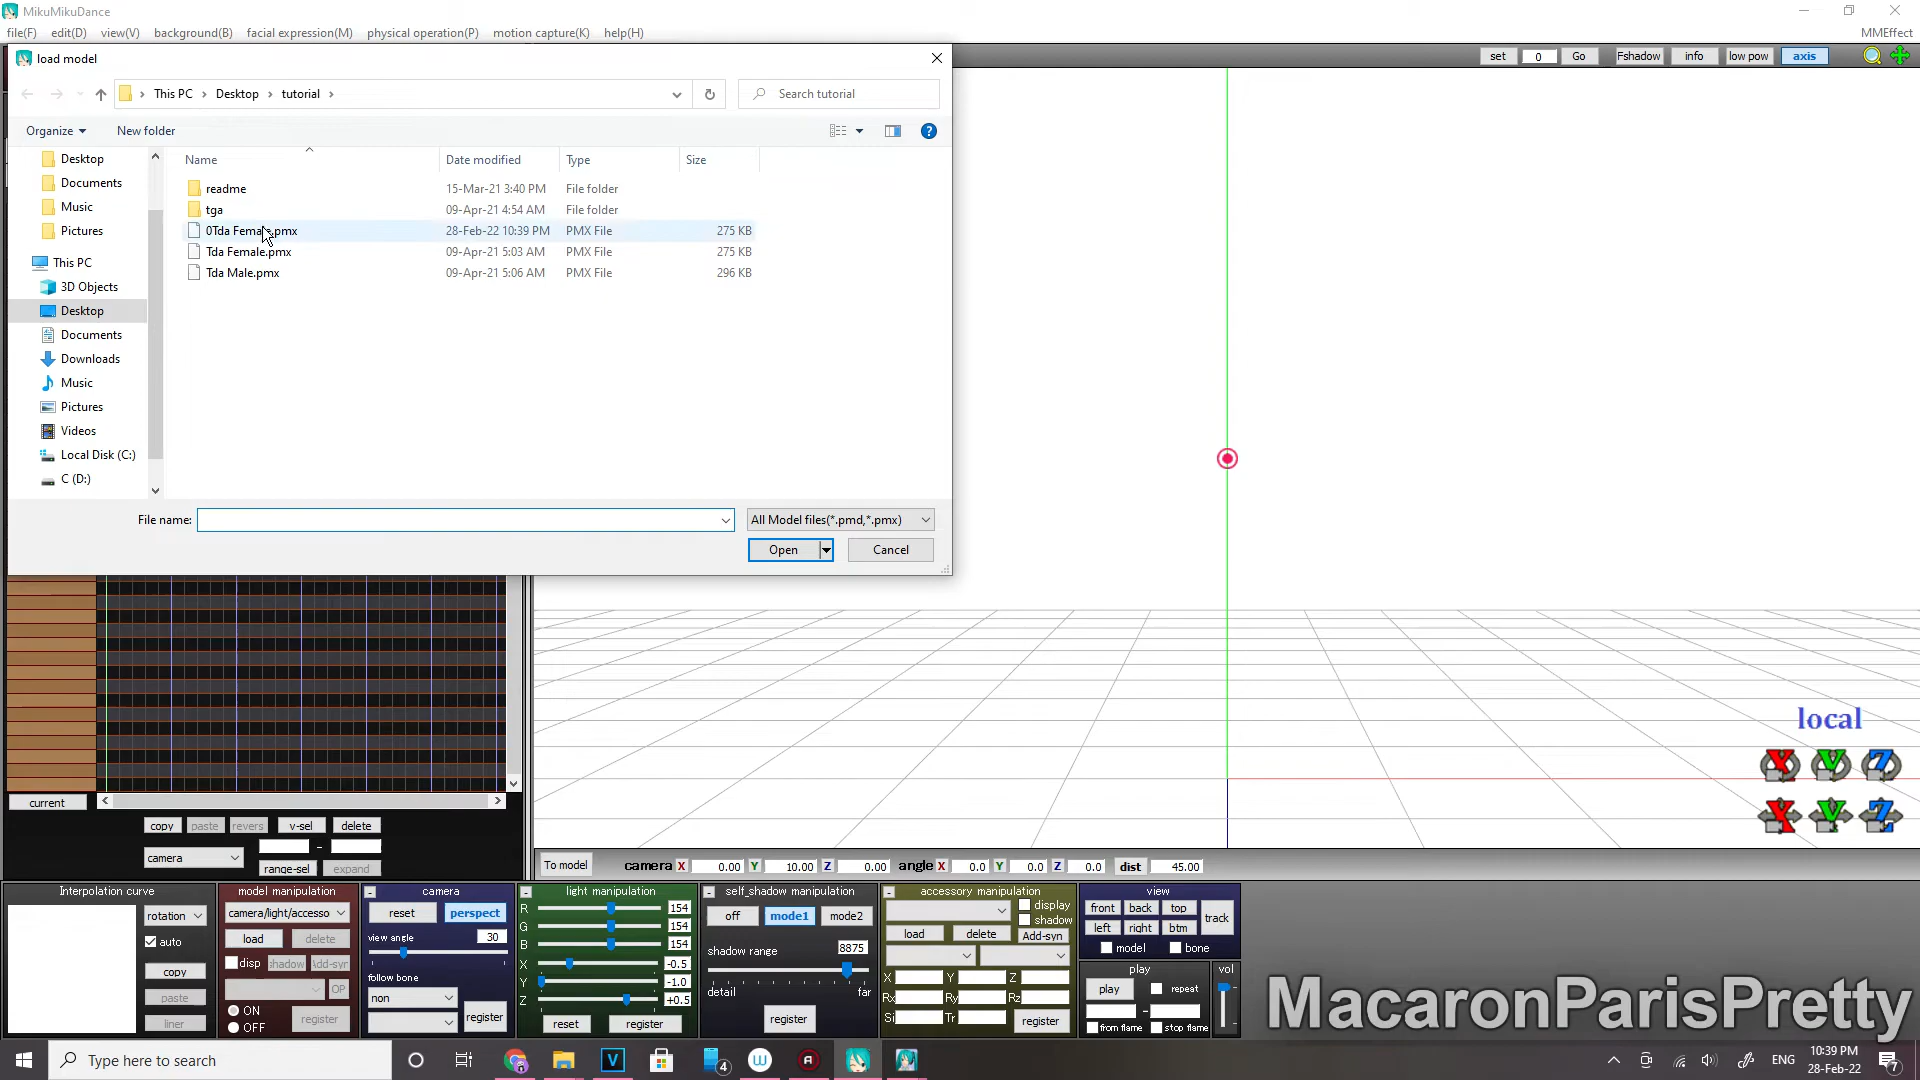 MikuMikuDance
file(F) edit(D) view(V) background(B) facial expression(M) physical operation(P) motion capture(K) help(H) MMEffect
load model
set 0 Go Fshadow info low pow axis
This PC > Desktop > tutorial > Search tutorial
Organize New folder
Name Date modified Type Size
Desktop
Documents
Music
Pictures
This PC
3D Objects
Desktop
Documents
Downloads
Music
Pictures
Videos
Local Disk (C:)
C (D:)
readme 15-Mar-21 3:40 PM File folder
tga 09-Apr-21 4:54 AM File folder
0Tda Female.pmx 28-Feb-22 10:39 PM PMX File 275 KB
Tda Female.pmx 09-Apr-21 5:03 AM PMX File 275 KB
Tda Male.pmx 09-Apr-21 5:06 AM PMX File 296 KB
File name: All Model files(*.pmd,*.pmx)
Open Cancel
local
X Y Z
X Y Z
current
copy paste revers v-sel delete
camera -
range-sel expand
To model camera X 0.00 Y 10.00 Z 0.00 angle X 0.0 Y 0.0 Z 0.0 dist 45.00
Interpolation curve
rotation
auto
copy
paste
liner
model manipulation
camera/light/accesso
load delete
disp shadow Add-syn
OP
ON
OFF
register
camera
reset perspect
view angle 30
follow bone
non
register
light manipulation
R 154
G 154
B 154
X -0.5
Y -1.0
Z +0.5
reset register
self_shadow manipulation
off mode1 mode2
shadow range 8875
detail far
register
accessory manipulation
display
shadow
load delete Add-syn
X Y Z
Rx Ry Rz
Si Tr register
view
front back top
left right btm
track
model bone
play
play repeat
-
from flame stop flame
vol
MacaronParisPretty
Type here to search
4
ENG
10:39 PM
28-Feb-22
7